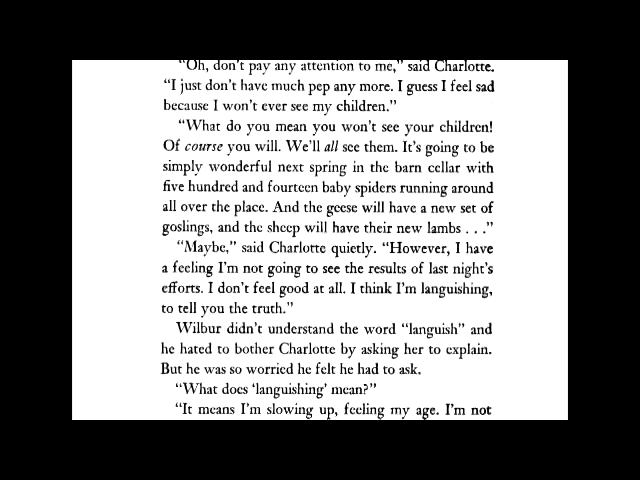 "Oh, don't pay any attention to me," said Charlotte.
"I just don't have much pep any more. I guess I feel sad
because I won't ever see my children."
"What do you mean you won't see your children!
Of course you will. We'll all see them. It's going to be
simply wonderful next spring in the barn cellar with
five hundred and fourteen baby spiders running around
all over the place. And the geese will have a new set of
goslings, and the sheep will have their new lambs . . ."
"Maybe," said Charlotte quietly. "However, I have
a feeling I'm not going to see the results of last night's
efforts. I don't feel good at all. I think I'm languishing,
to tell you the truth."
Wilbur didn't understand the word "languish" and
he hated to bother Charlotte by asking her to explain.
But he was so worried he felt he had to ask.
"What does 'languishing' mean?"
"It means I'm slowing up, feeling my age. I'm not